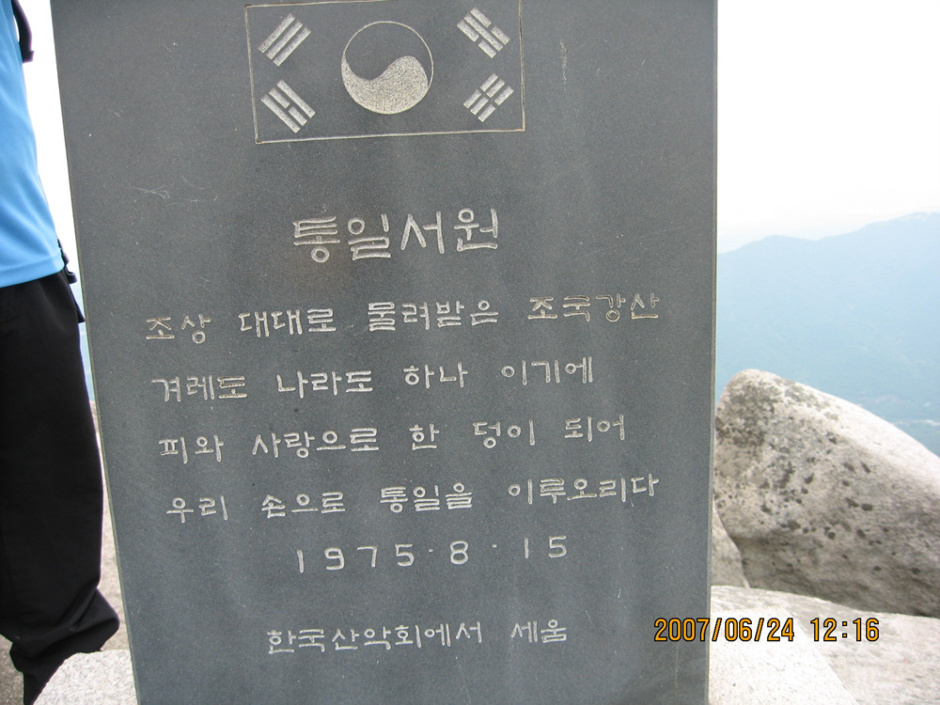 통일서원
조상 대대로 물려받은 조국강산
겨레도 나라도 하나 이기에
피와 사랑으로 한 덩이 되어
우리 손으로 통일을 이루오리다
1975·8·15
한국산악회에서 세움
2007/06/24 12:16